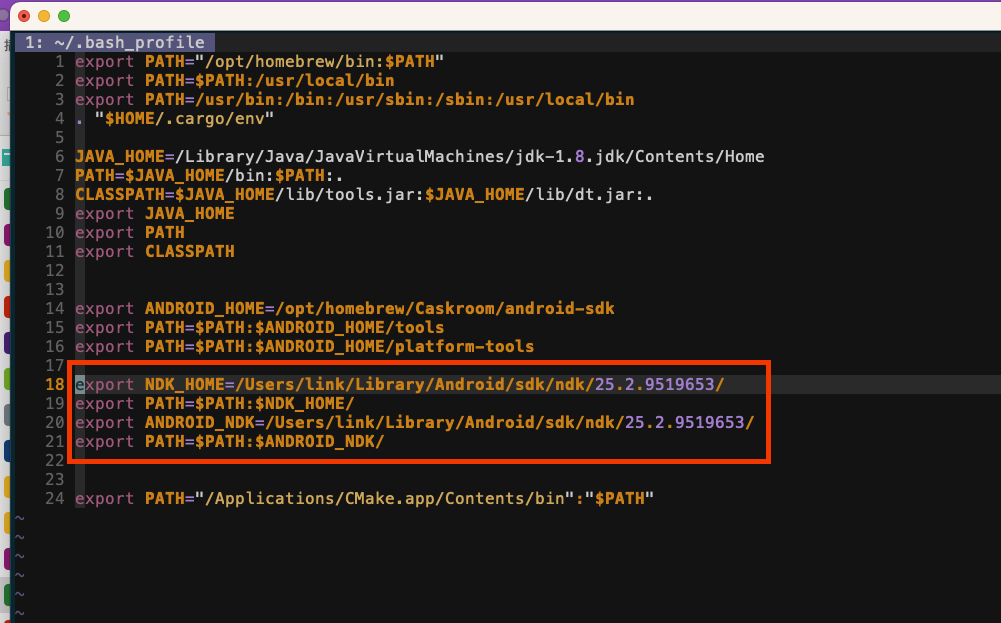 1: ~/.bash_profile
1 export PATH="/opt/homebrew/bin:$PATH"
2 export PATH=$PATH:/usr/local/bin
3 export PATH=/usr/bin:/bin:/usr/sbin:/sbin:/usr/local/bin
4 . "$HOME/.cargo/env"
5
6 JAVA_HOME=/Library/Java/JavaVirtualMachines/jdk-1.8.jdk/Contents/Home
7 PATH=$JAVA_HOME/bin:$PATH:.
8 CLASSPATH=$JAVA_HOME/lib/tools.jar:$JAVA_HOME/lib/dt.jar:.
9 export JAVA_HOME
10 export PATH
11 export CLASSPATH
12
13
14 export ANDROID_HOME=/opt/homebrew/Caskroom/android-sdk
15 export PATH=$PATH:$ANDROID_HOME/tools
16 export PATH=$PATH:$ANDROID_HOME/platform-tools
17
18 export NDK_HOME=/Users/link/Library/Android/sdk/ndk/25.2.9519653/
19 export PATH=$PATH:$NDK_HOME/
20 export ANDROID_NDK=/Users/link/Library/Android/sdk/ndk/25.2.9519653/
21 export PATH=$PATH:$ANDROID_NDK/
22
23
24 export PATH="/Applications/CMake.app/Contents/bin":"$PATH"
~
~
~
~
~
~